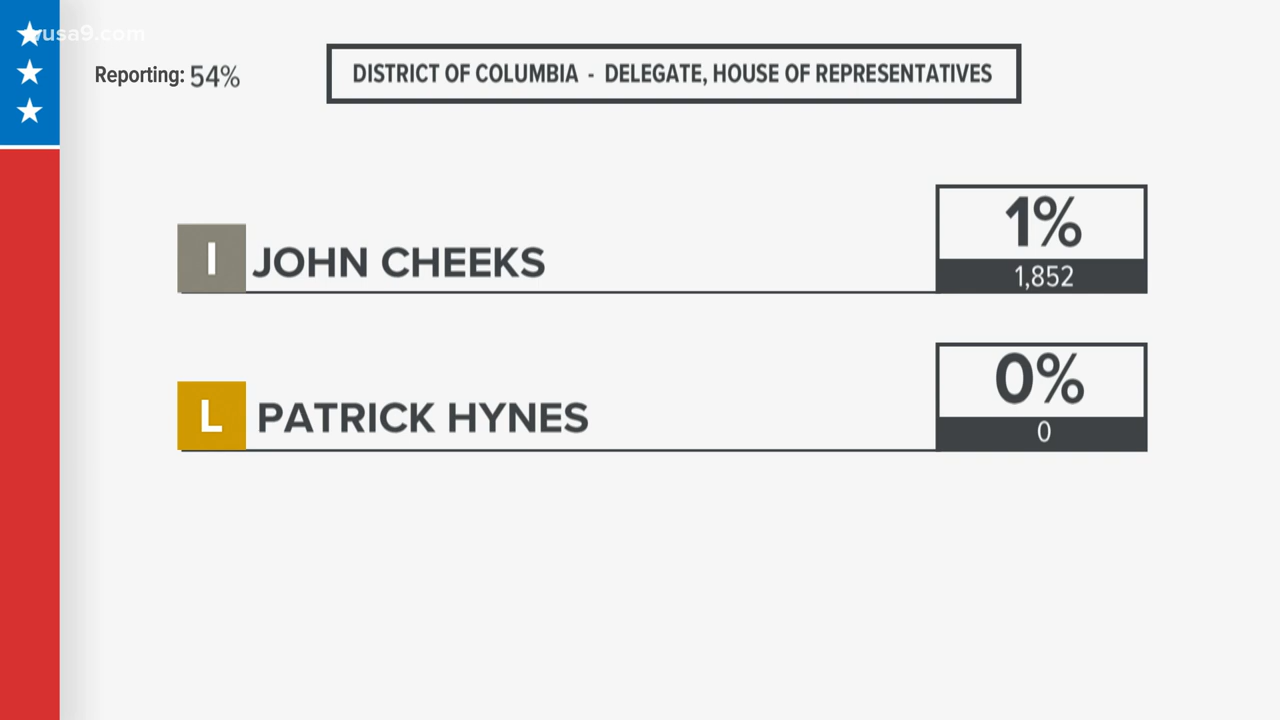 wusa9.com
Reporting: 54%
DISTRICT OF COLUMBIA - DELEGATE, HOUSE OF REPRESENTATIVES
1%
I JOHN CHEEKS
1,852
0%
L PATRICK HYNES
0